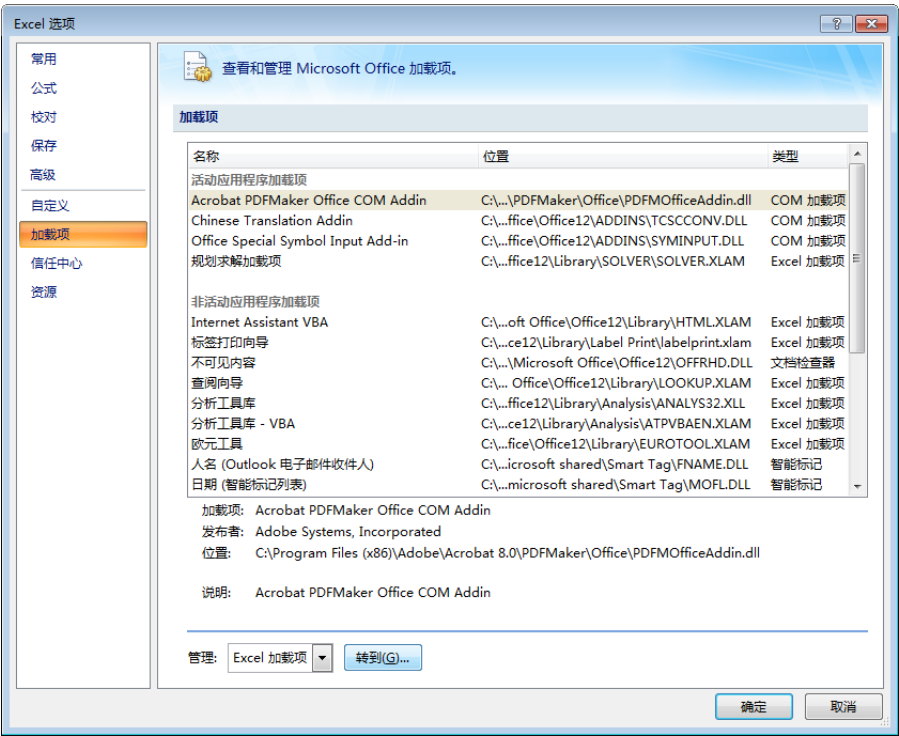 Excel 选项
常用
公式
校对
保存
高级
自定义
加载项
信任中心
资源
查看和管理 Microsoft Office 加载项。
加载项
名称 位置 类型
活动应用程序加载项
Acrobat PDFMaker Office COM Addin C:\...\PDFMaker\Office\PDFMOfficeAddin.dll COM 加载项
Chinese Translation Addin C:\...ffice\Office12\ADDINS\TCSCCONV.DLL COM 加载项
Office Special Symbol Input Add-in C:\...ffice\Office12\ADDINS\SYMINPUT.DLL COM 加载项
规划求解加载项 C:\...ffice12\Library\SOLVER\SOLVER.XLAM Excel 加载项
非活动应用程序加载项
Internet Assistant VBA C:\...oft Office\Office12\Library\HTML.XLAM Excel 加载项
标签打印向导 C:\...ce12\Library\Label Print\labelprint.xlam Excel 加载项
不可见内容 C:\...\Microsoft Office\Office12\OFFRHD.DLL 文档检查器
查阅向导 C:\... Office\Office12\Library\LOOKUP.XLAM Excel 加载项
分析工具库 C:\...ffice12\Library\Analysis\ANALYS32.XLL Excel 加载项
分析工具库 - VBA C:\...ce12\Library\Analysis\ATPVBAEN.XLAM Excel 加载项
欧元工具 C:\...fice\Office12\Library\EUROTOOL.XLAM Excel 加载项
人名 (Outlook 电子邮件收件人) C:\...icrosoft shared\Smart Tag\FNAME.DLL 智能标记
日期 (智能标记列表) C:\...microsoft shared\Smart Tag\MOFL.DLL 智能标记
加载项: Acrobat PDFMaker Office COM Addin
发布者: Adobe Systems, Incorporated
位置: C:\Program Files (x86)\Adobe\Acrobat 8.0\PDFMaker\Office\PDFMOfficeAddin.dll
说明: Acrobat PDFMaker Office COM Addin
管理: Excel 加载项 转到(G)...
确定 取消